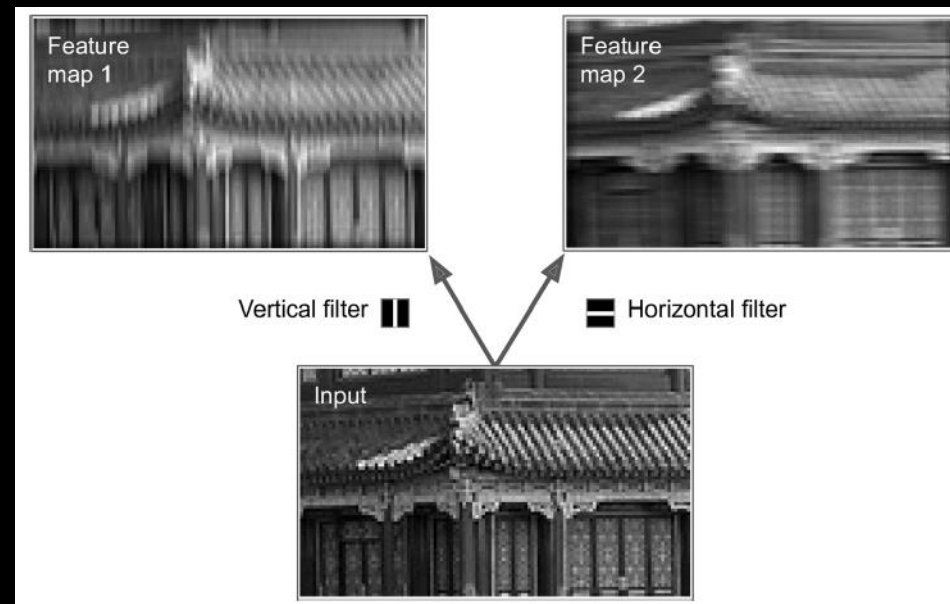 Feature
map 1
Feature
map 2
Vertical filter
Horizontal filter
Input